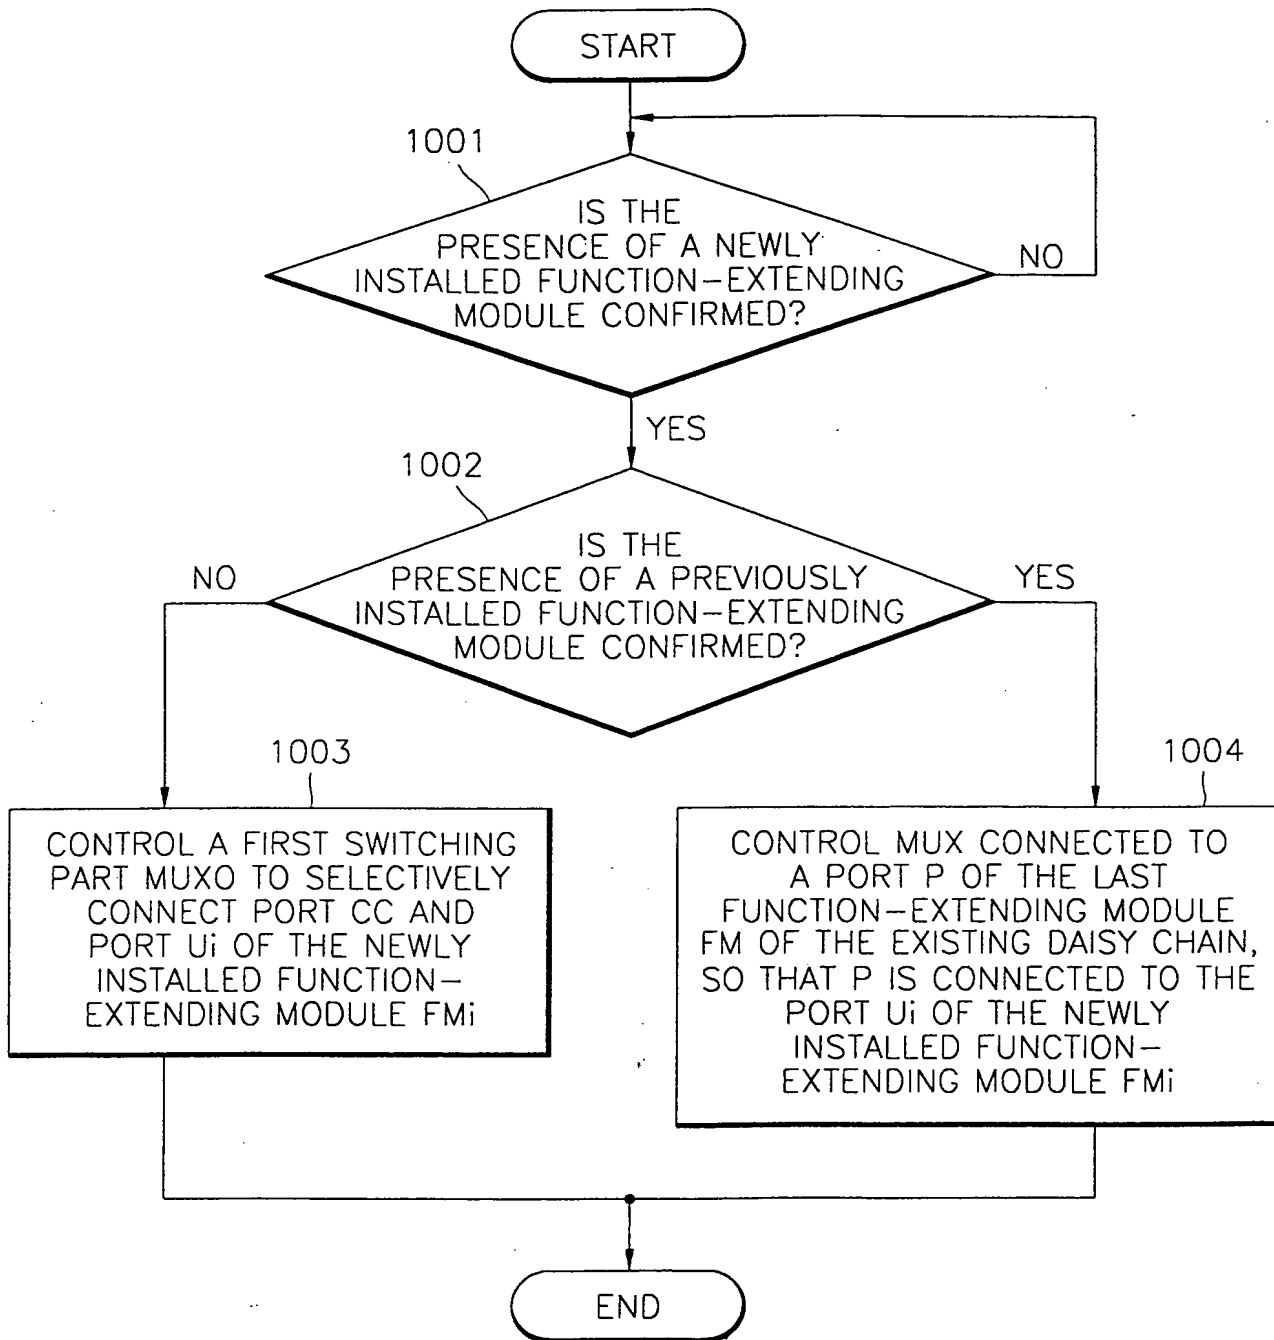 START
1001
IS THE
PRESENCE OF A NEWLY
INSTALLED FUNCTION-EXTENDING
MODULE CONFIRMED?
NO
YES
1002
IS THE
PRESENCE OF A PREVIOUSLY
INSTALLED FUNCTION-EXTENDING
MODULE CONFIRMED?
NO
YES
1003
CONTROL A FIRST SWITCHING
PART MUXO TO SELECTIVELY
CONNECT PORT CC AND
PORT Ui OF THE NEWLY
INSTALLED FUNCTION-
EXTENDING MODULE FMi
1004
CONTROL MUX CONNECTED TO
A PORT P OF THE LAST
FUNCTION-EXTENDING MODULE
FM OF THE EXISTING DAISY CHAIN,
SO THAT P IS CONNECTED TO THE
PORT Ui OF THE NEWLY
INSTALLED FUNCTION-
EXTENDING MODULE FMi
END